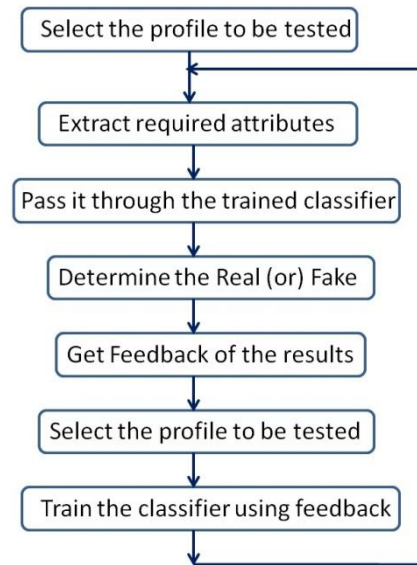 Select the profile to be tested
Extract required attributes
Pass it through the trained classifier
Determine the Real (or) Fake
Get Feedback of the results
Select the profile to be tested
Train the classifier using feedback